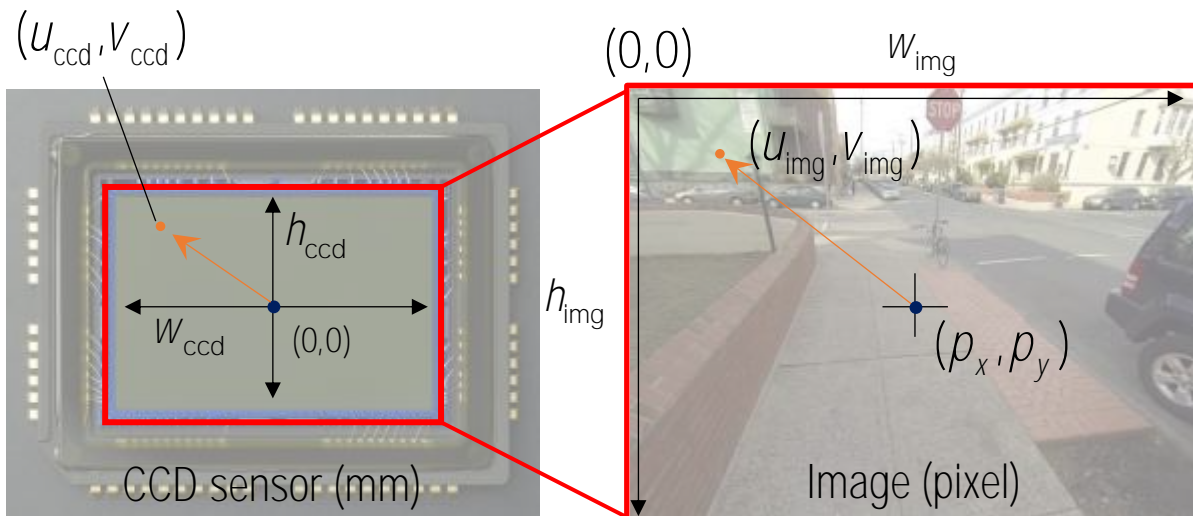 (u_ccd, v_ccd)
(0,0)
w_img
STOP
(u_img, v_img)
h_ccd
h_img
w_ccd
(0,0)
(p_x, p_y)
CCD sensor (mm)
Image (pixel)